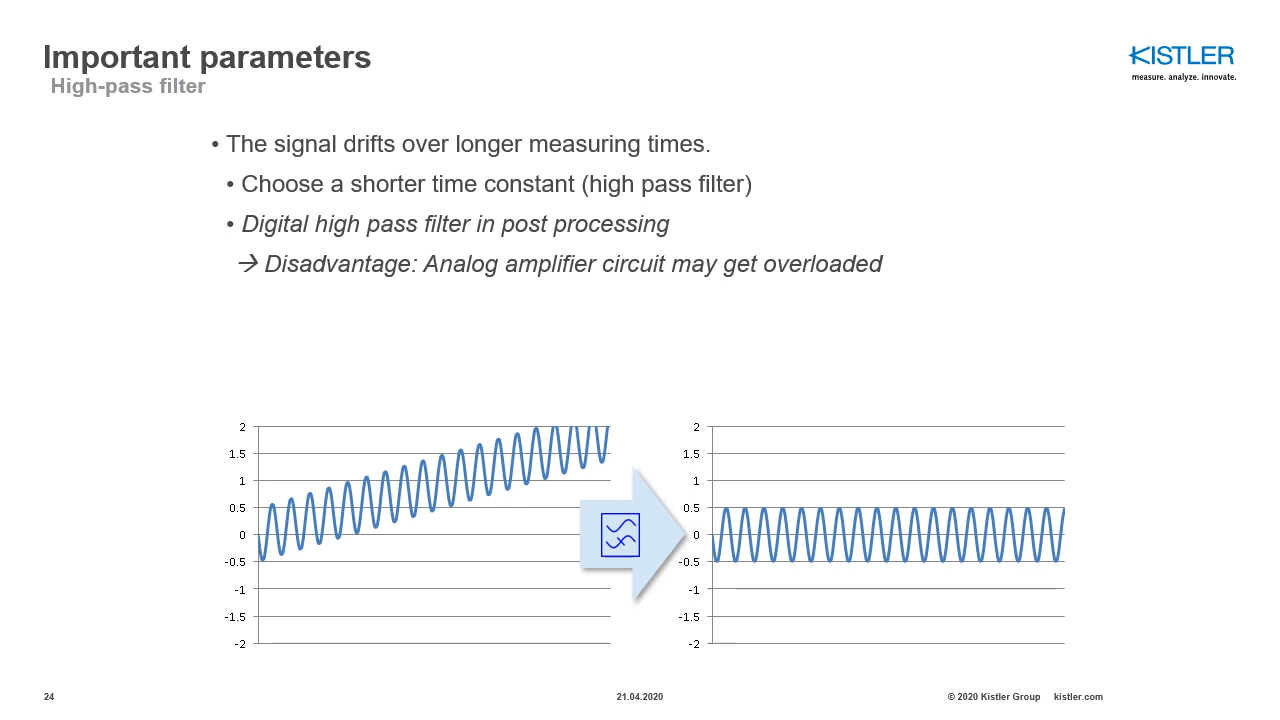 Important parameters
High-pass filter
KISTLER
measure. analyze. innovate.
• The signal drifts over longer measuring times.
• Choose a shorter time constant (high pass filter)
• Digital high pass filter in post processing
→ Disadvantage: Analog amplifier circuit may get overloaded
2
1.5
1
0.5
0
-0.5
-1
-1.5
-2
2
1.5
1
0.5
0
-0.5
-1
-1.5
-2
24
21.04.2020
© 2020 Kistler Group kistler.com